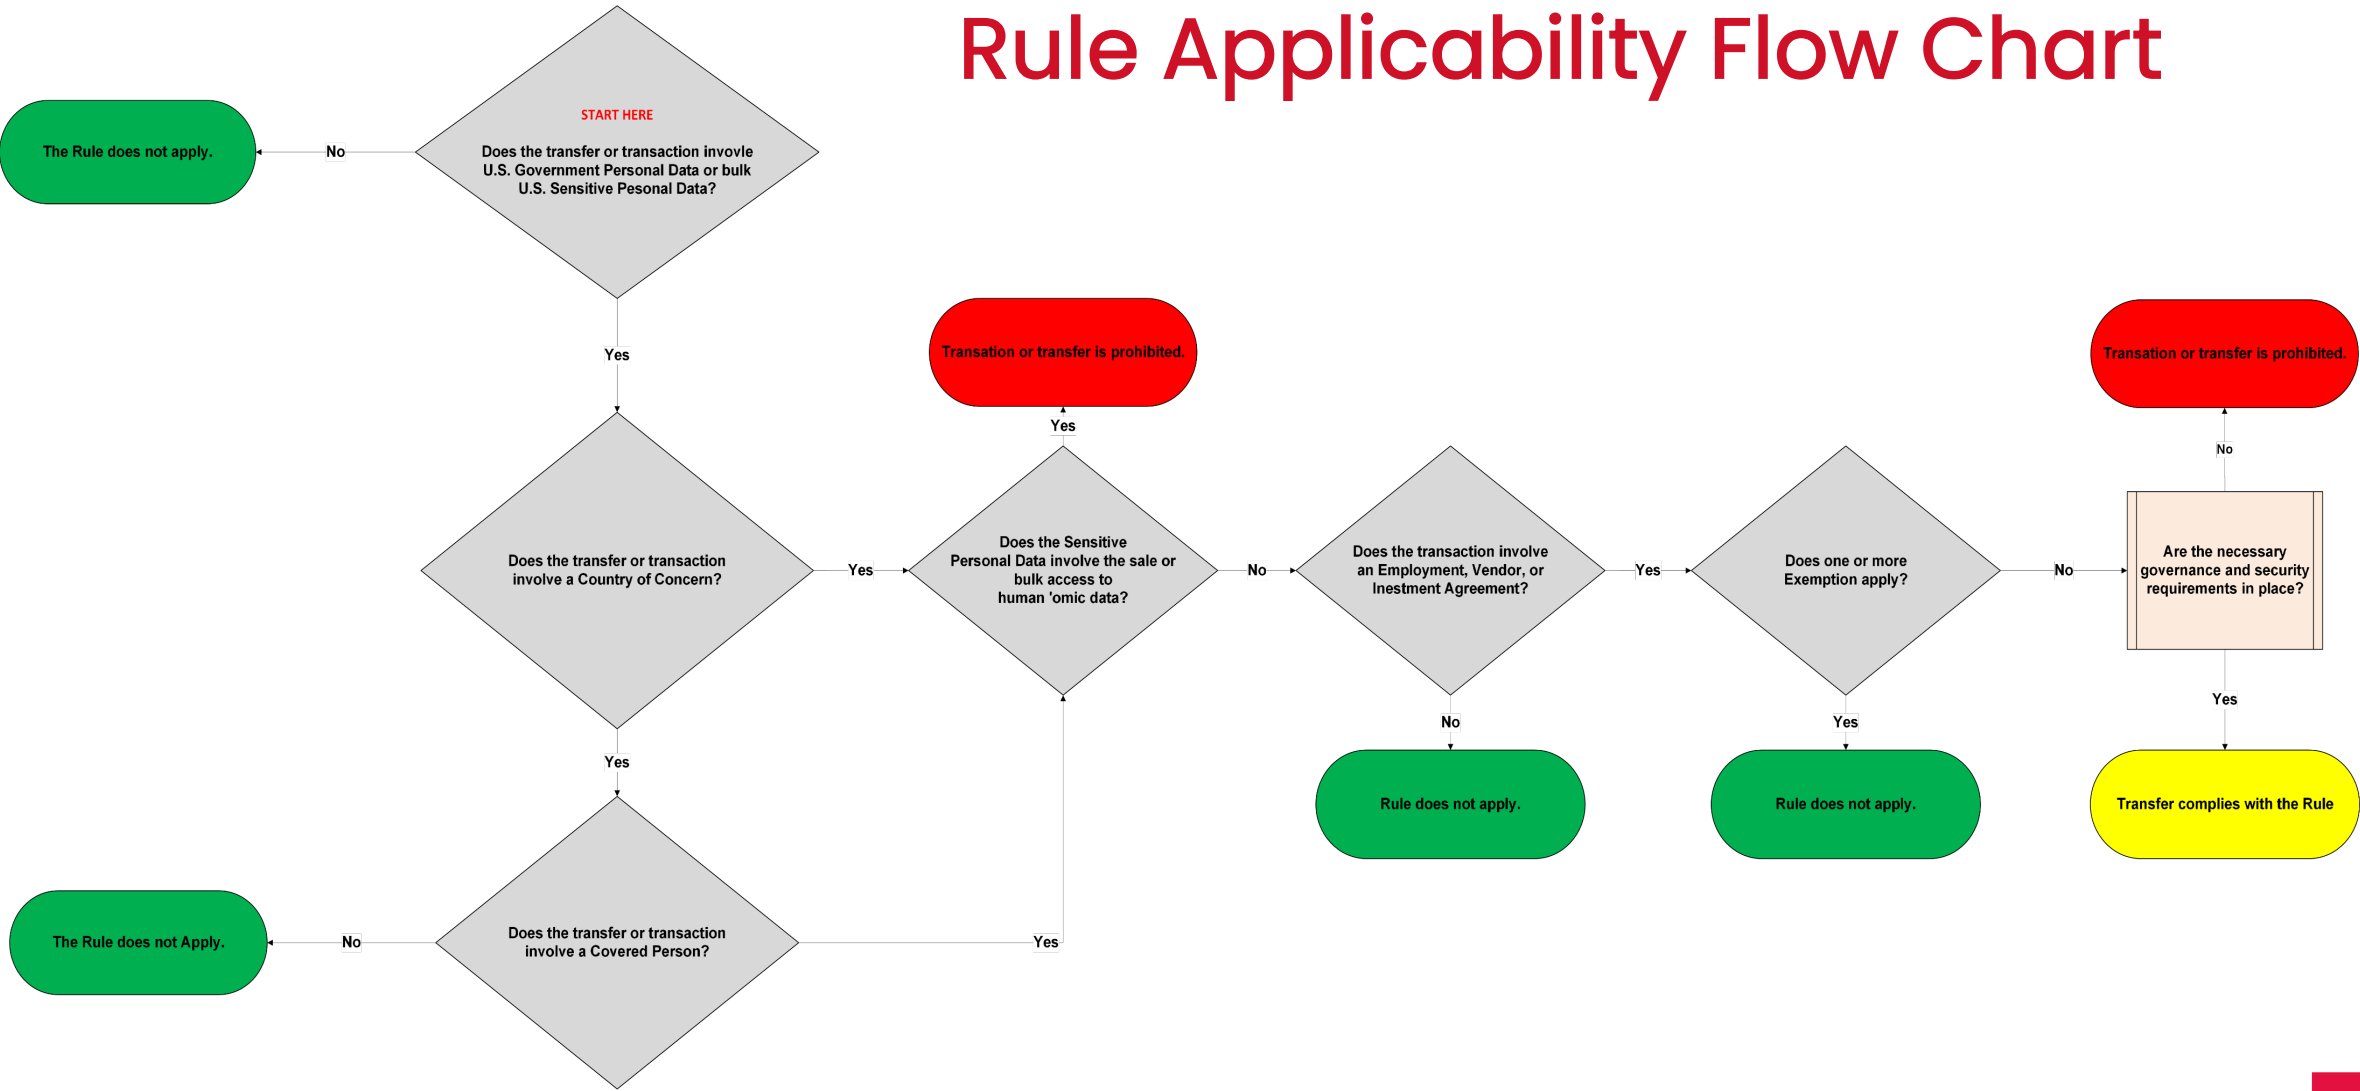 Rule Applicability Flow Chart
START HERE
Does the transfer or transaction invovle
U.S. Government Personal Data or bulk
U.S. Sensitive Pesonal Data?
No
The Rule does not apply.
Yes
Does the transfer or transaction
involve a Country of Concern?
Yes
Does the Sensitive
Personal Data involve the sale or
bulk access to
human 'omic data?
Yes
Transation or transfer is prohibited.
No
Does the transaction involve
an Employment, Vendor, or
Inestment Agreement?
No
Rule does not apply.
Yes
Does one or more
Exemption apply?
Yes
Rule does not apply.
No
Are the necessary
governance and security
requirements in place?
No
Transation or transfer is prohibited.
Yes
Transfer complies with the Rule
Yes
Does the transfer or transaction
involve a Covered Person?
No
The Rule does not Apply.
Yes